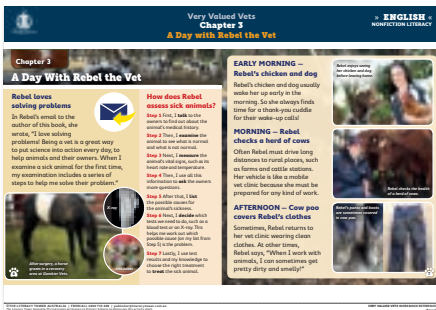 Very Valued Vets
Chapter 3
A Day with Rebel the Vet
» ENGLISH «
NONFICTION LITERACY
Chapter 3
A Day With Rebel the Vet
Rebel loves
solving problems
In Rebel's email to the
author of this book, she
wrote, "I love solving
problems! Being a vet is a great way
to put science into action every day, to
help animals and their owners. When I
examine a sick animal for the first time,
my examination includes a series of
steps to help me solve their problem."
After surgery, a horse
grazes in a recovery
area at Gumtree Vets.
X-ray
How does Rebel
assess sick animals?
Step 1 First, I talk to the
owners to find out about the
animal's medical history.
Step 2 Then, I examine the
animal to see what is normal
and what is not normal.
Step 3 Next, I measure the
animal's vital signs, such as its
heart rate and temperature.
Step 4 Then, I use all this
information to ask the owners
more questions.
Step 5 After that, I list
the possible causes for
the animal's sickness.
Step 6 Next, I decide which
tests we need to do, such as a
blood test or an X-ray. This
helps me work out which
possible cause (on my list from
Step 5) is the problem.
Step 7 Lastly, I use test
results and my knowledge to
choose the right treatment
to treat the sick animal.
EARLY MORNING —
Rebel's chicken and dog
Rebel's chicken and dog usually
wake her up early in the
morning. So she always finds
time for a thank-you cuddle
for their wake-up calls!
MORNING — Rebel
checks a herd of cows
Often Rebel must drive long
distances to rural places, such
as farms and cattle stations.
Her vehicle is like a mobile
vet clinic because she must be
prepared for any kind of work.
AFTERNOON — Cow poo
covers Rebel's clothes
Sometimes, Rebel returns to
her vet clinic wearing clean
clothes. At other times,
Rebel says, "When I work with
animals, I can sometimes get
pretty dirty and smelly!"
Rebel enjoys seeing
her chicken and dog
before leaving home.
Rebel checks the health
of a herd of cows.
Rebel's jeans and boots
are sometimes covered
in cow poo.